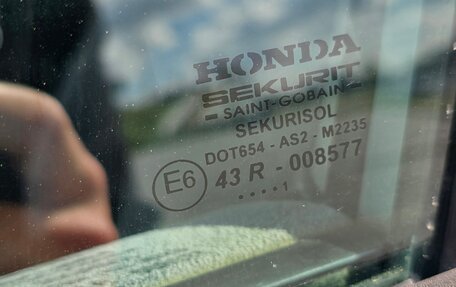 HONDA
SEKURIT
SAINT-GOBAIN
SEKURISOL
DOT654 - AS2 - M2235
E6 43 R - 008577
•••• 1